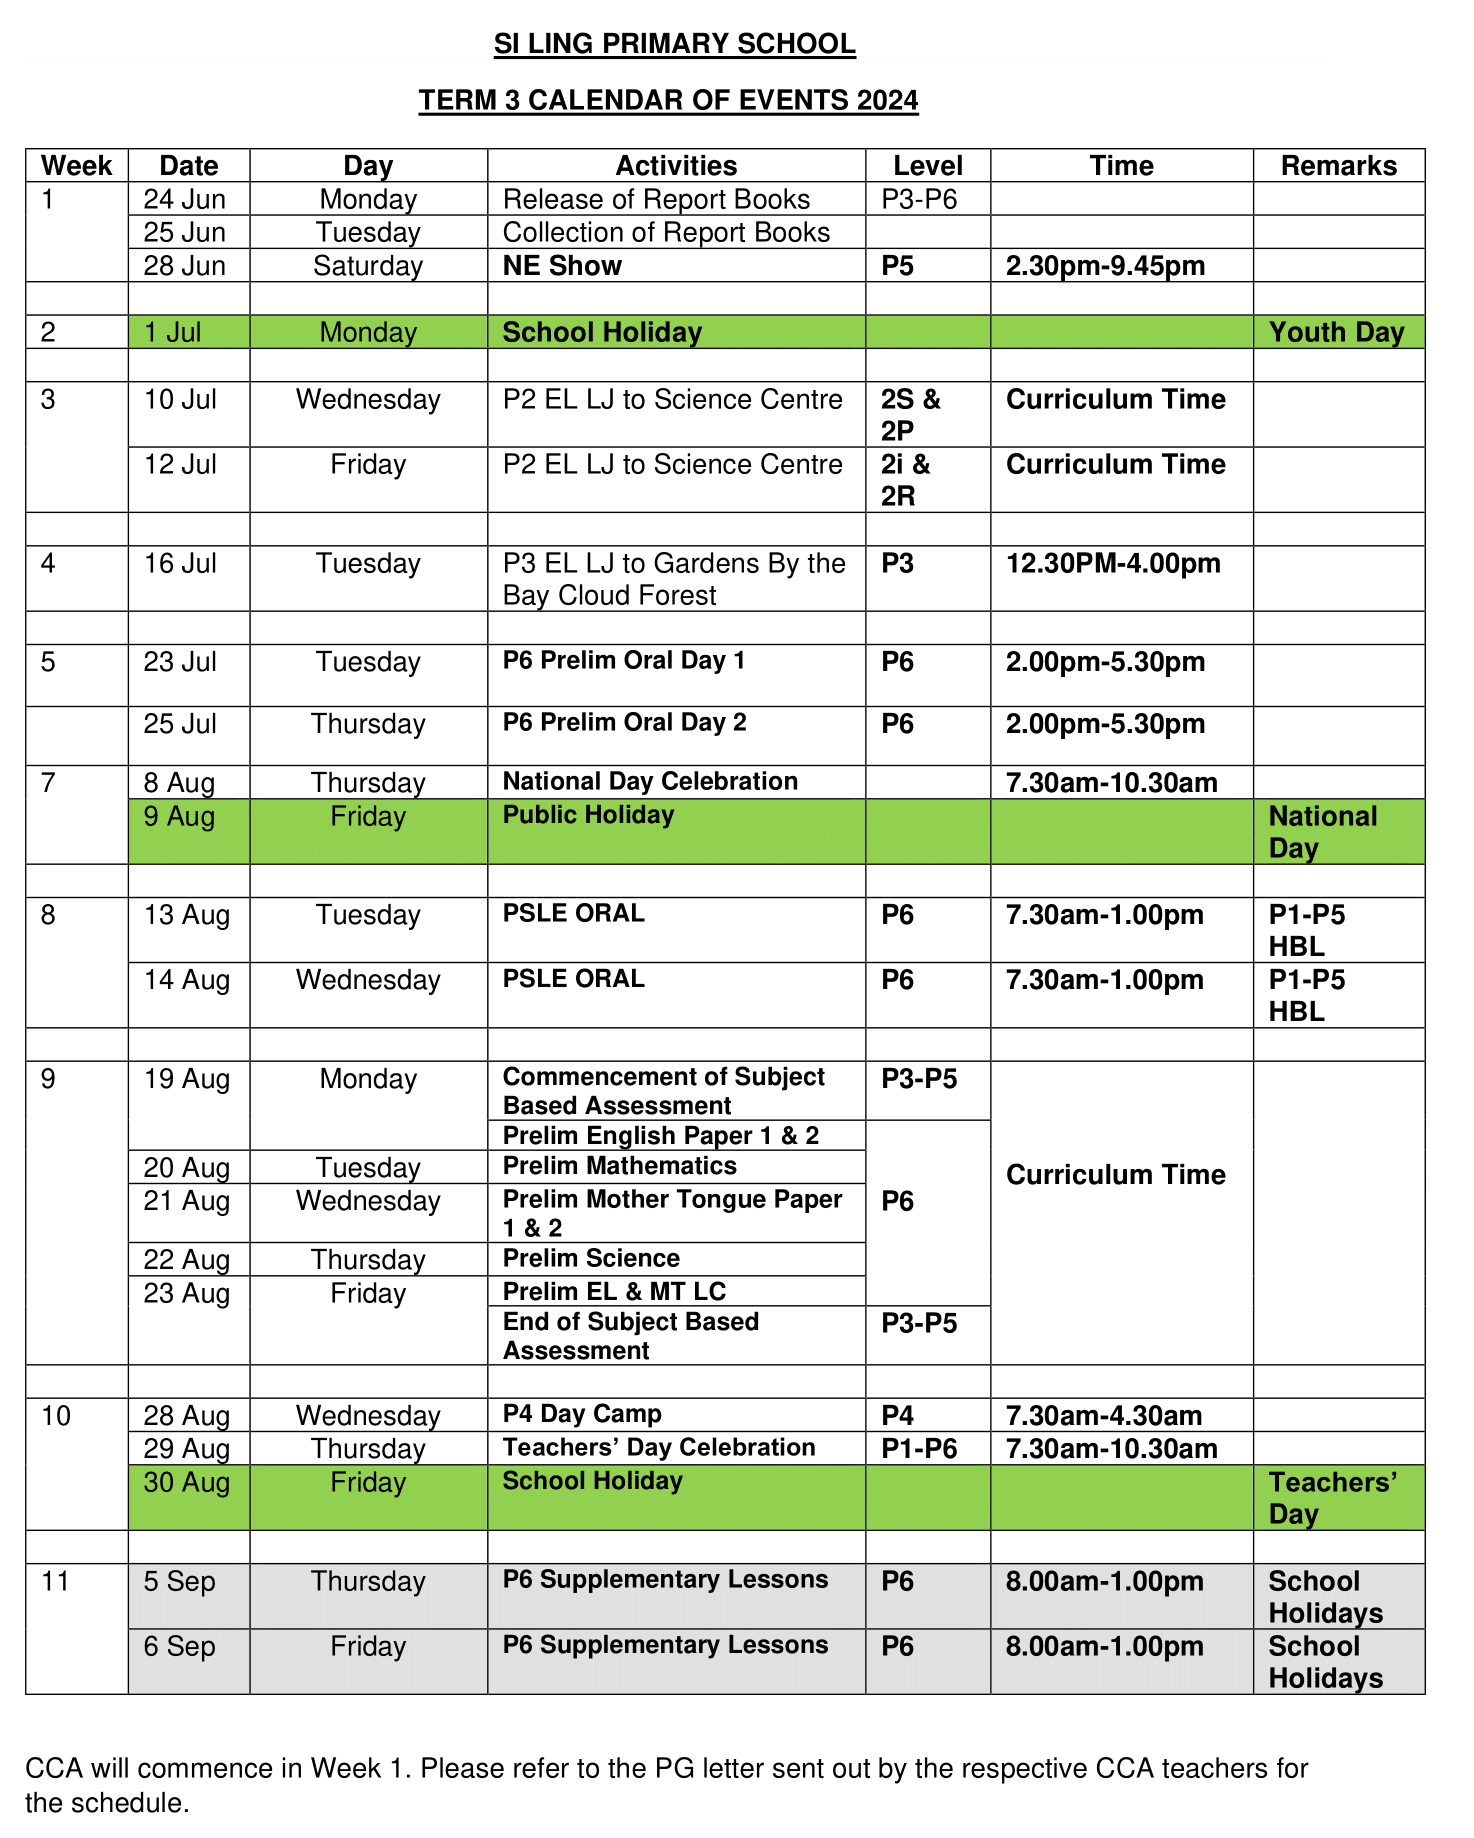 SI LING PRIMARY SCHOOL
TERM 3 CALENDAR OF EVENTS 2024
Week Date Day Activities Level Time Remarks
1 24 Jun Monday Release of Report Books P3-P6
25 Jun Tuesday Collection of Report Books
28 Jun Saturday NE Show P5 2.30pm-9.45pm
2 1 Jul Monday School Holiday Youth Day
3 10 Jul Wednesday P2 EL LJ to Science Centre 2S & Curriculum Time
2P
12 Jul Friday P2 EL LJ to Science Centre 2i & Curriculum Time
2R
4 16 Jul Tuesday P3 EL LJ to Gardens By the P3 12.30PM-4.00pm
Bay Cloud Forest
5 23 Jul Tuesday P6 Prelim Oral Day 1 P6 2.00pm-5.30pm
25 Jul Thursday P6 Prelim Oral Day 2 P6 2.00pm-5.30pm
7 8 Aug Thursday National Day Celebration 7.30am-10.30am
9 Aug Friday Public Holiday National
Day
8 13 Aug Tuesday PSLE ORAL P6 7.30am-1.00pm P1-P5
HBL
14 Aug Wednesday PSLE ORAL P6 7.30am-1.00pm P1-P5
HBL
9 19 Aug Monday Commencement of Subject P3-P5
Based Assessment
Prelim English Paper 1 & 2
20 Aug Tuesday Prelim Mathematics Curriculum Time
21 Aug Wednesday Prelim Mother Tongue Paper P6
1 & 2
22 Aug Thursday Prelim Science
23 Aug Friday Prelim EL & MT LC
End of Subject Based P3-P5
Assessment
10 28 Aug Wednesday P4 Day Camp P4 7.30am-4.30am
29 Aug Thursday Teachers’ Day Celebration P1-P6 7.30am-10.30am
30 Aug Friday School Holiday Teachers’
Day
11 5 Sep Thursday P6 Supplementary Lessons P6 8.00am-1.00pm School
Holidays
6 Sep Friday P6 Supplementary Lessons P6 8.00am-1.00pm School
Holidays
CCA will commence in Week 1. Please refer to the PG letter sent out by the respective CCA teachers for
the schedule.